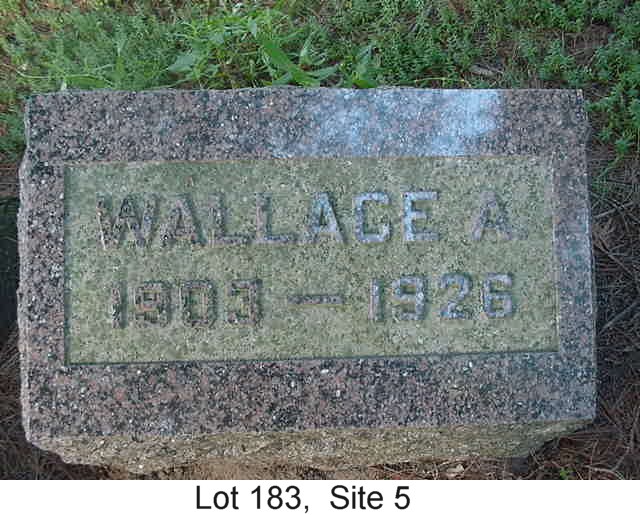 WALLACE A.
1903 — 1926
Lot 183, Site 5